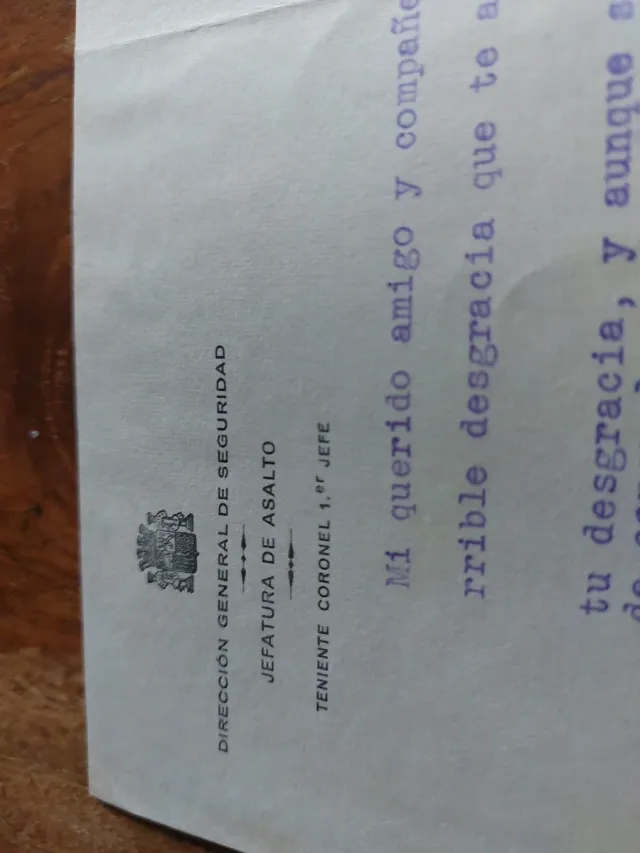 DIRECCIÓN GENERAL DE SEGURIDAD
JEFATURA DE ASALTO
TENIENTE CORONEL 1.er JEFE
Mi querido amigo y compañe
rrible desgracia que te a
tu desgracia, y aunque s
de